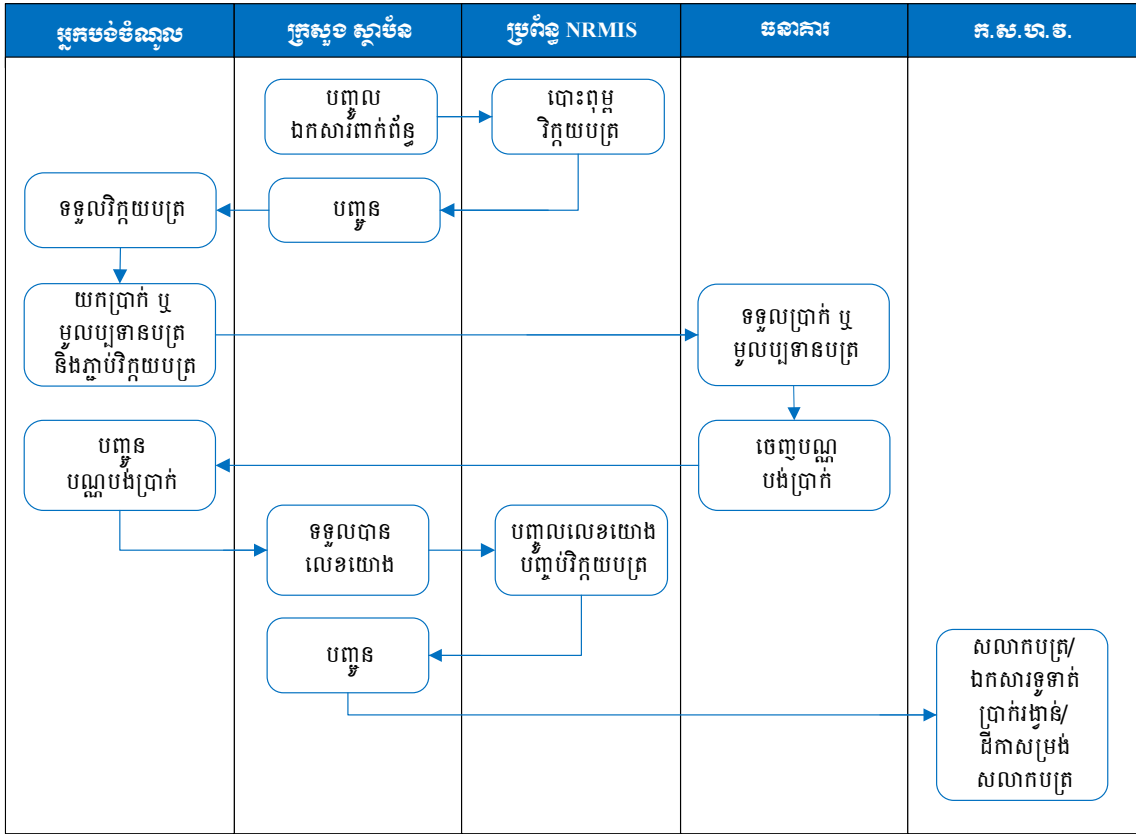 អ្នកបង់ចំណូល
ក្រសួង ស្ថាប័ន
ប្រព័ន្ធ NRMIS
ធនាគារ
ក.ស.ហ.វ.
បញ្ចូល
ឯកសារពាក់ព័ន្ធ
បោះពុម្ព
វិក្កយបត្រ
ទទួលវិក្កយបត្រ
បញ្ជូន
យកប្រាក់ ឬ
មូលប្បទានបត្រ
និងភ្ជាប់វិក្កយបត្រ
ទទួលប្រាក់ ឬ
មូលប្បទានបត្រ
បញ្ជូន
បណ្ណបង់ប្រាក់
ចេញបណ្ណ
បង់ប្រាក់
ទទួលបាន
លេខយោង
បញ្ចូលលេខយោង
បញ្ចប់វិក្កយបត្រ
បញ្ជូន
សលាកបត្រ/
ឯកសារទូទាត់
ប្រាក់រង្វាន់/
ដីកាសម្រង់
សលាកបត្រ